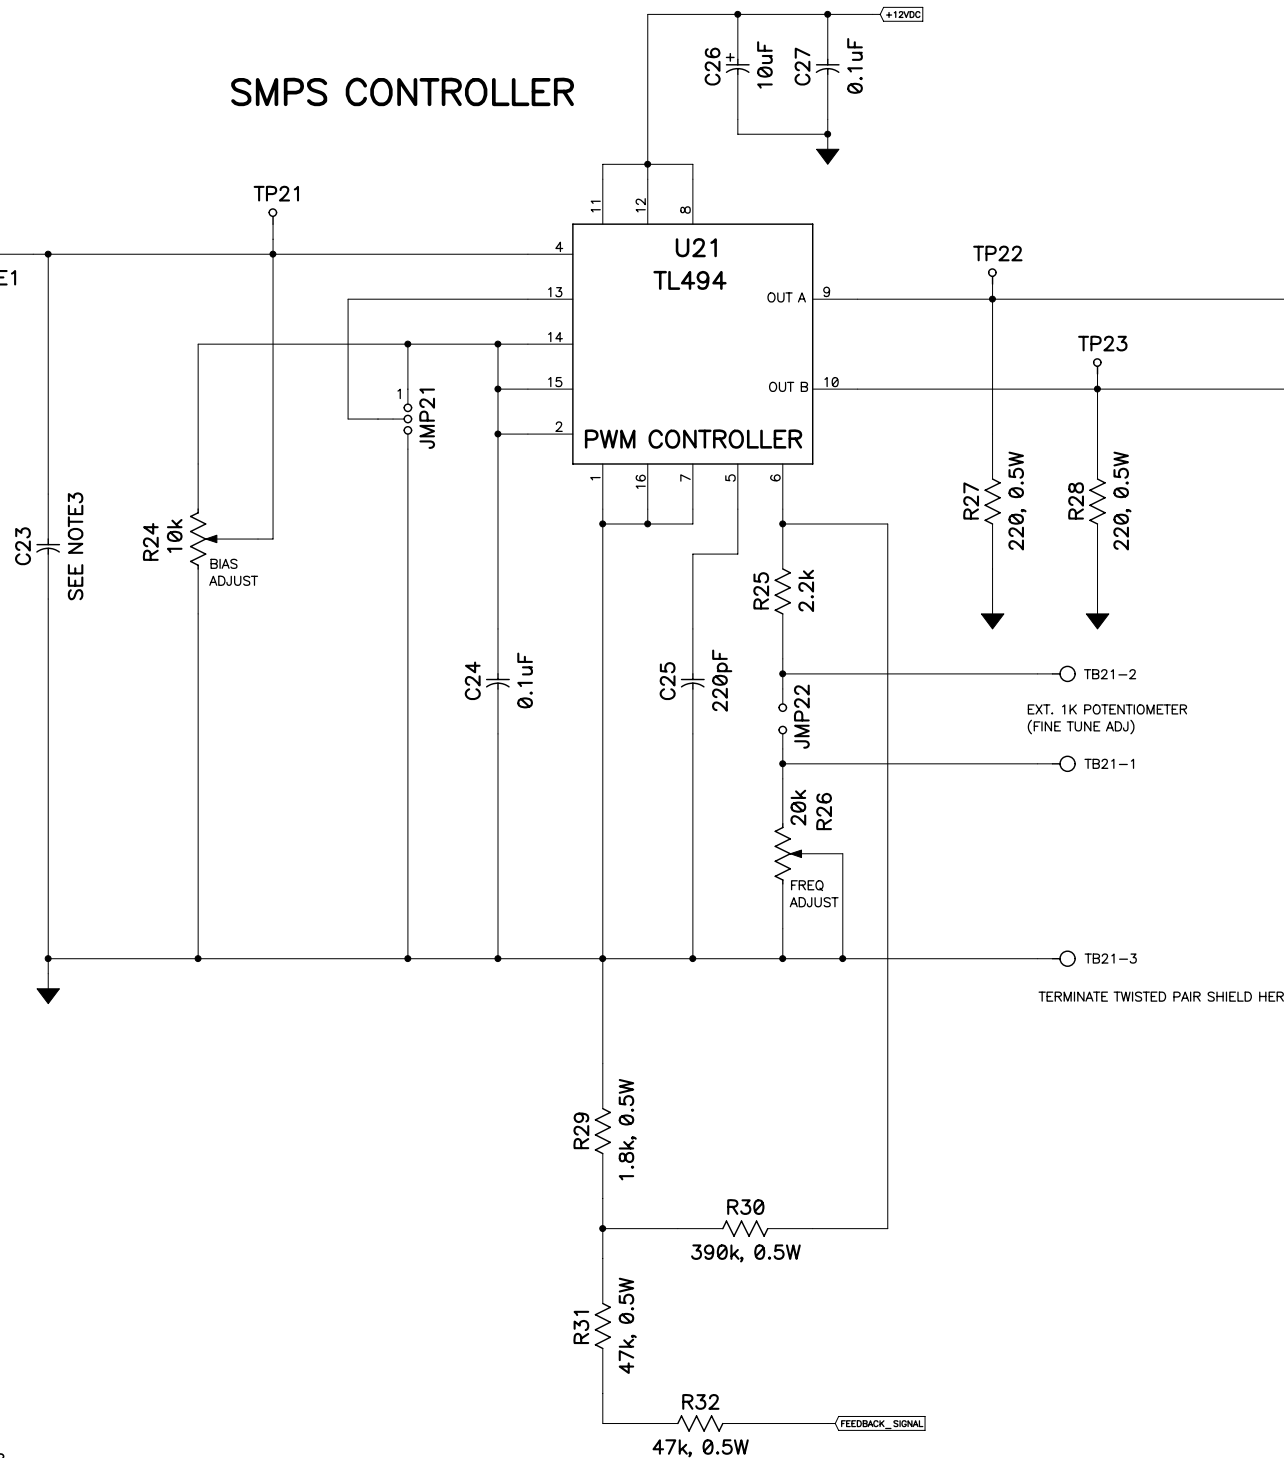 +12VDC
C26
+
10uF
C27
0.1uF
SMPS CONTROLLER
TP21
11
12
8
4
U21
TL494
E1
13
OUT A
9
TP22
14
TP23
15
OUT B
10
1
JMP21
2
PWM CONTROLLER
1
16
7
5
6
C23
SEE NOTE3
R24
10k
BIAS
ADJUST
R27
220, 0.5W
R28
220, 0.5W
R25
2.2k
C24
0.1uF
C25
220pF
TB21-2
JMP22
EXT. 1K POTENTIOMETER
(FINE TUNE ADJ)
TB21-1
20k
R26
FREQ
ADJUST
TB21-3
TERMINATE TWISTED PAIR SHIELD HER
R29
1.8k, 0.5W
R30
390k, 0.5W
R31
47k, 0.5W
R32
FEEDBACK_SIGNAL
47k, 0.5W